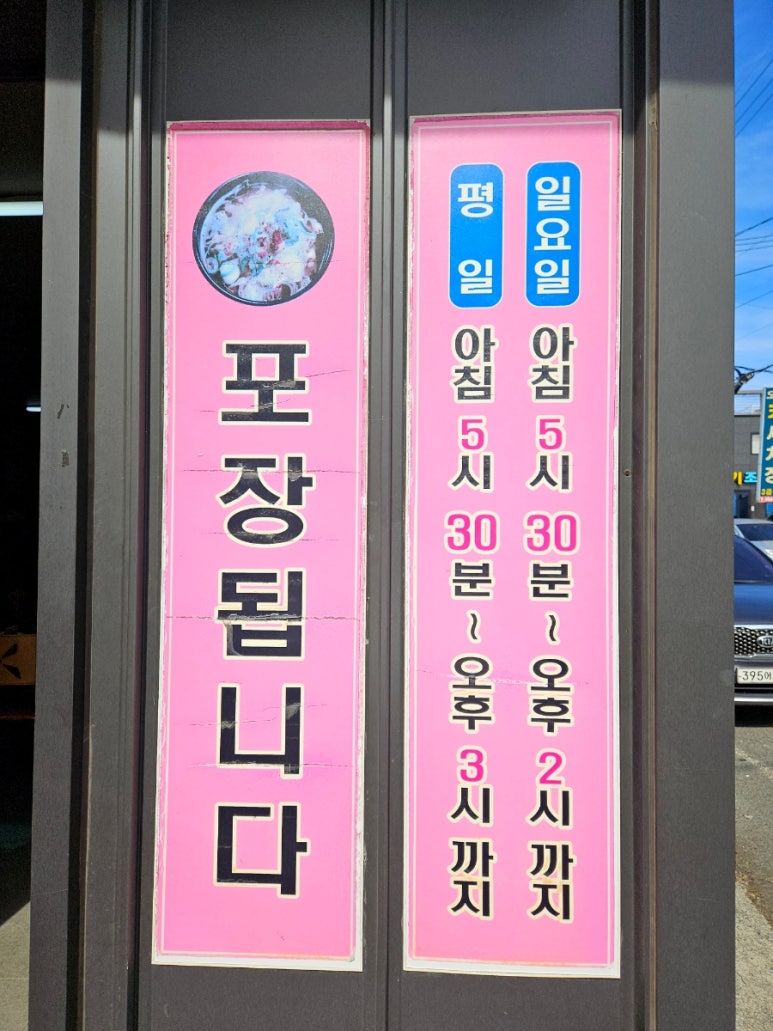 포장됩니다
평일 아침 5시 30분~오후 3시 까지
일요일 아침 5시 30분~오후 2시 까지
395